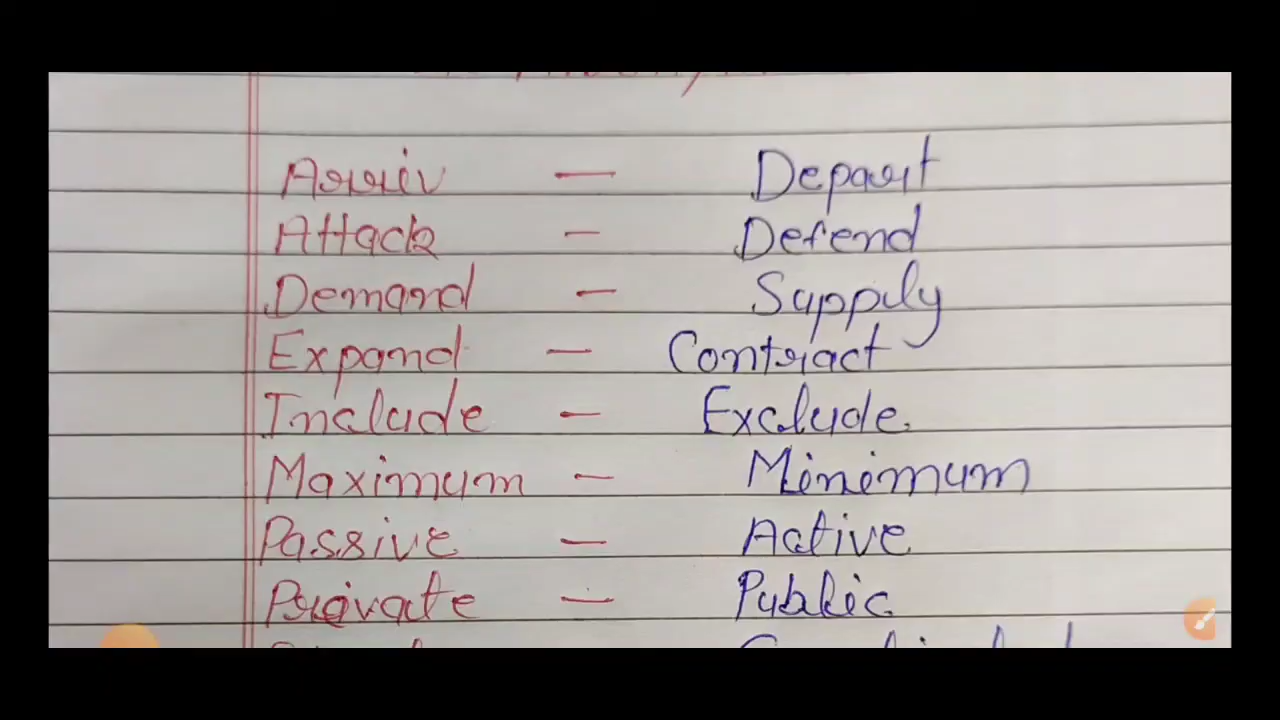 Arriv — Depart
Attack — Defend
Demand — Supply
Expand — Contract
Include — Exclude
Maximum — Minimum
Passive — Active
Private — Public